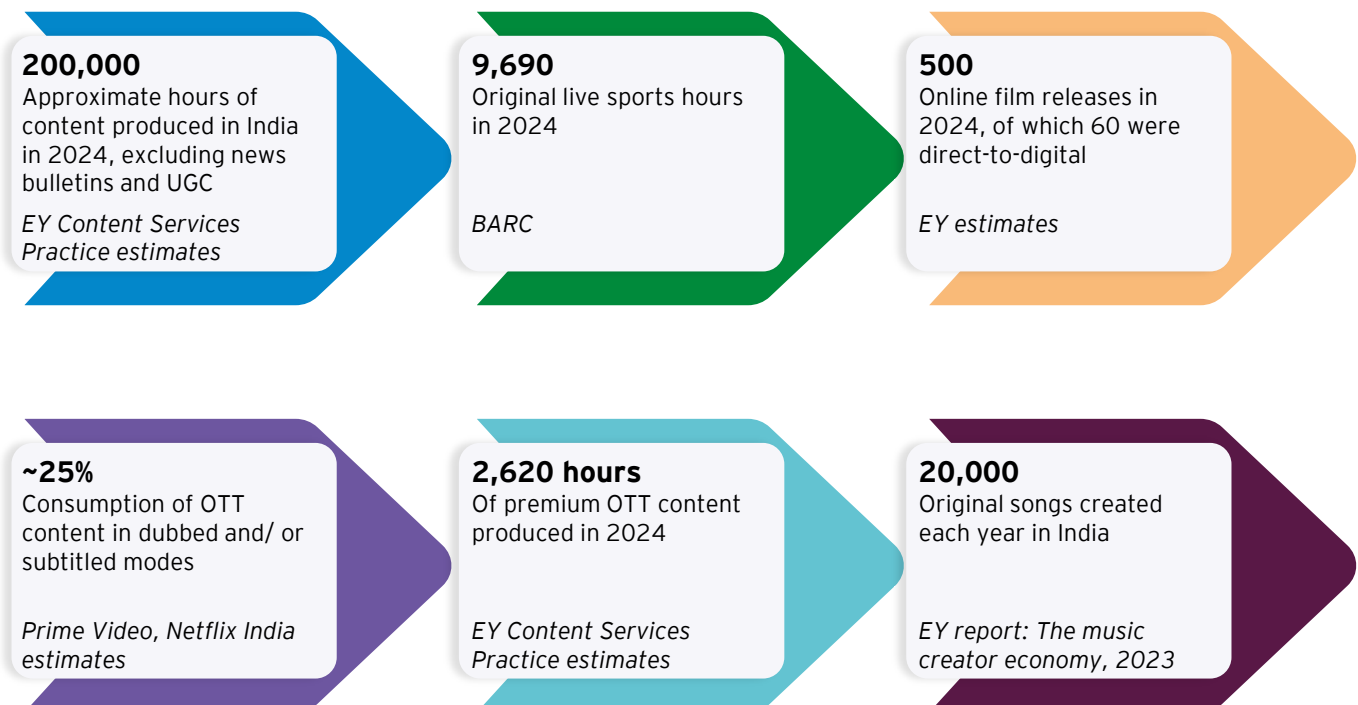 200,000
Approximate hours of
content produced in India
in 2024, excluding news
bulletins and UGC
EY Content Services
Practice estimates
9,690
Original live sports hours
in 2024
BARC
500
Online film releases in
2024, of which 60 were
direct-to-digital
EY estimates
~25%
Consumption of OTT
content in dubbed and/ or
subtitled modes
Prime Video, Netflix India
estimates
2,620 hours
Of premium OTT content
produced in 2024
EY Content Services
Practice estimates
20,000
Original songs created
each year in India
EY report: The music
creator economy, 2023